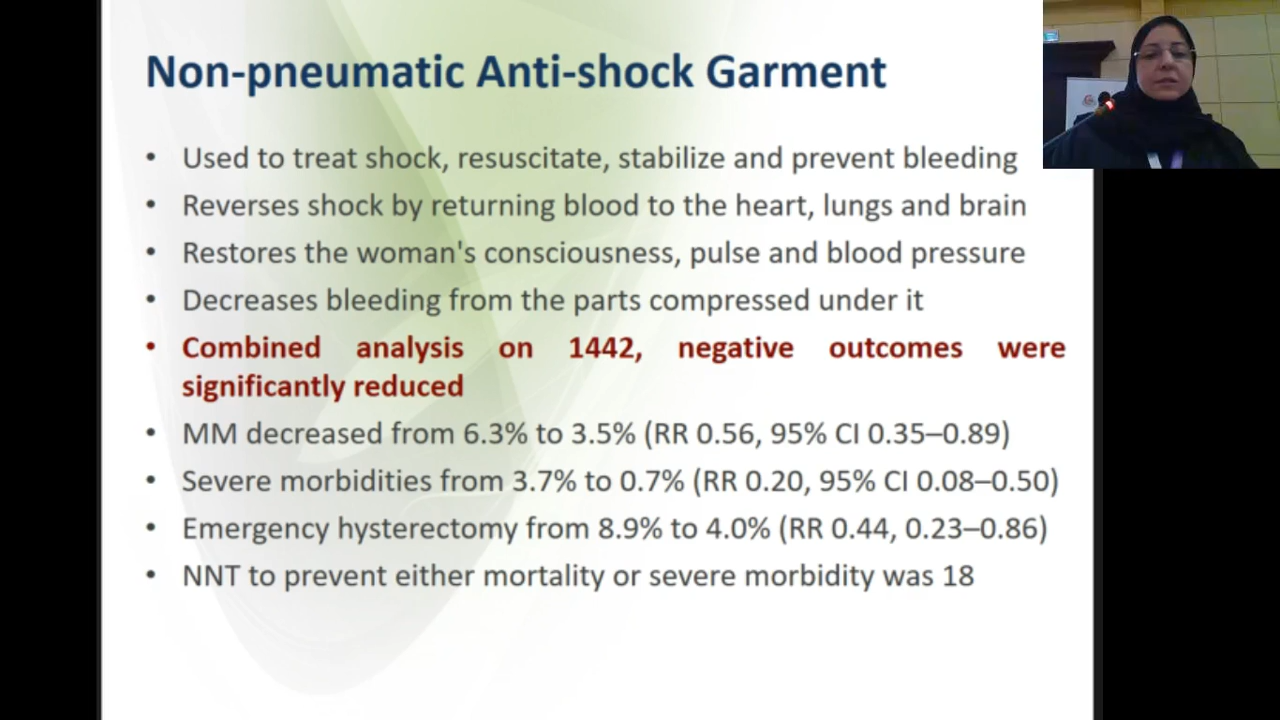 Non-pneumatic Anti-shock Garment
• Used to treat shock, resuscitate, stabilize and prevent bleeding
• Reverses shock by returning blood to the heart, lungs and brain
• Restores the woman's consciousness, pulse and blood pressure
• Decreases bleeding from the parts compressed under it
• Combined analysis on 1442, negative outcomes were
significantly reduced
• MM decreased from 6.3% to 3.5% (RR 0.56, 95% CI 0.35–0.89)
• Severe morbidities from 3.7% to 0.7% (RR 0.20, 95% CI 0.08–0.50)
• Emergency hysterectomy from 8.9% to 4.0% (RR 0.44, 0.23–0.86)
• NNT to prevent either mortality or severe morbidity was 18